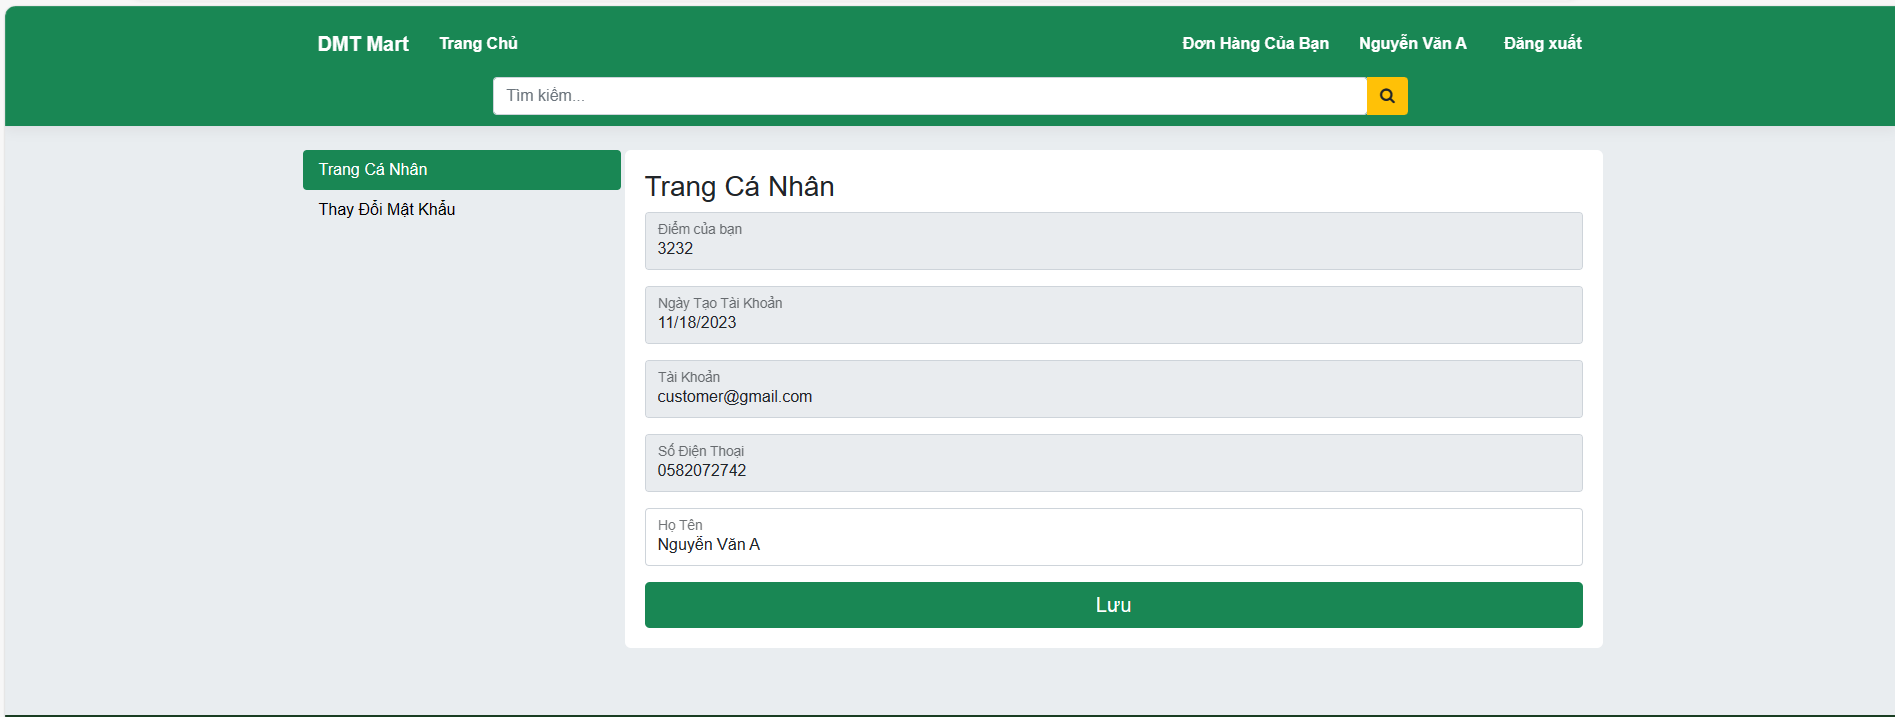 DMT Mart Trang Chủ Đơn Hàng Của Bạn Nguyễn Văn A Đăng xuất
Tìm kiếm...
Trang Cá Nhân
Thay Đổi Mật Khẩu
Trang Cá Nhân
Điểm của bạn
3232
Ngày Tạo Tài Khoản
11/18/2023
Tài Khoản
customer@gmail.com
Số Điện Thoại
0582072742
Họ Tên
Nguyễn Văn A
Lưu